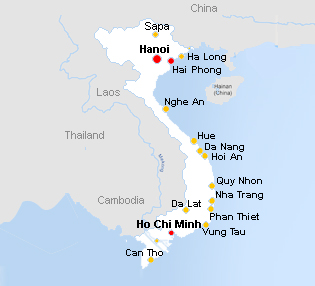 China
Sapa
Hanoi
Ha Long
Hai Phong
Hainan
(China)
Laos
Nghe An
Thailand
Hue
Da Nang
Hoi An
Cambodia
Quy Nhon
Nha Trang
Da Lat
Phan Thiet
Ho Chi Minh
Vung Tau
Can Tho